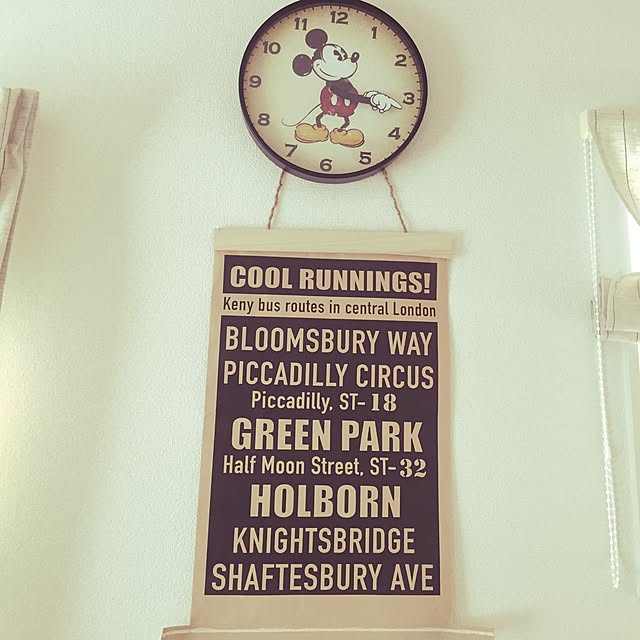 11 12 1
10 2
9 3
8 4
7 6 5
COOL RUNNINGS!
Keny bus routes in central London
BLOOMSBURY WAY
PICCADILLY CIRCUS
Piccadilly, ST-18
GREEN PARK
Half Moon Street, ST-32
HOLBORN
KNIGHTSBRIDGE
SHAFTESBURY AVE